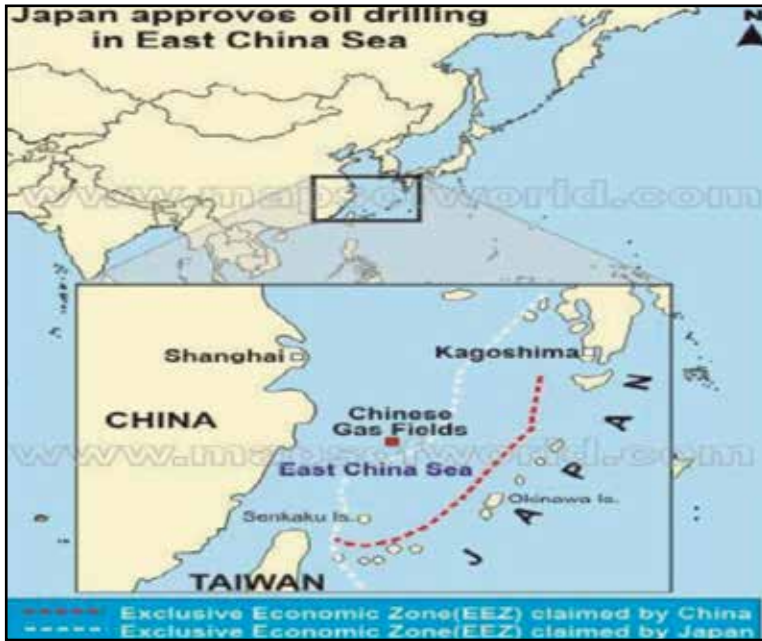 Japan approves oil drilling
in East China Sea
N
www.mapsofworld.com
Shanghai
Kagoshima
CHINA
Chinese
Gas Fields
www.mapsofworld.com
East China Sea
Senkaku Is.
Okinawa Is.
JAPAN
TAIWAN
Exclusive Economic Zone(EEZ) claimed by China
Exclusive Economic Zone(EEZ) claimed by Japan